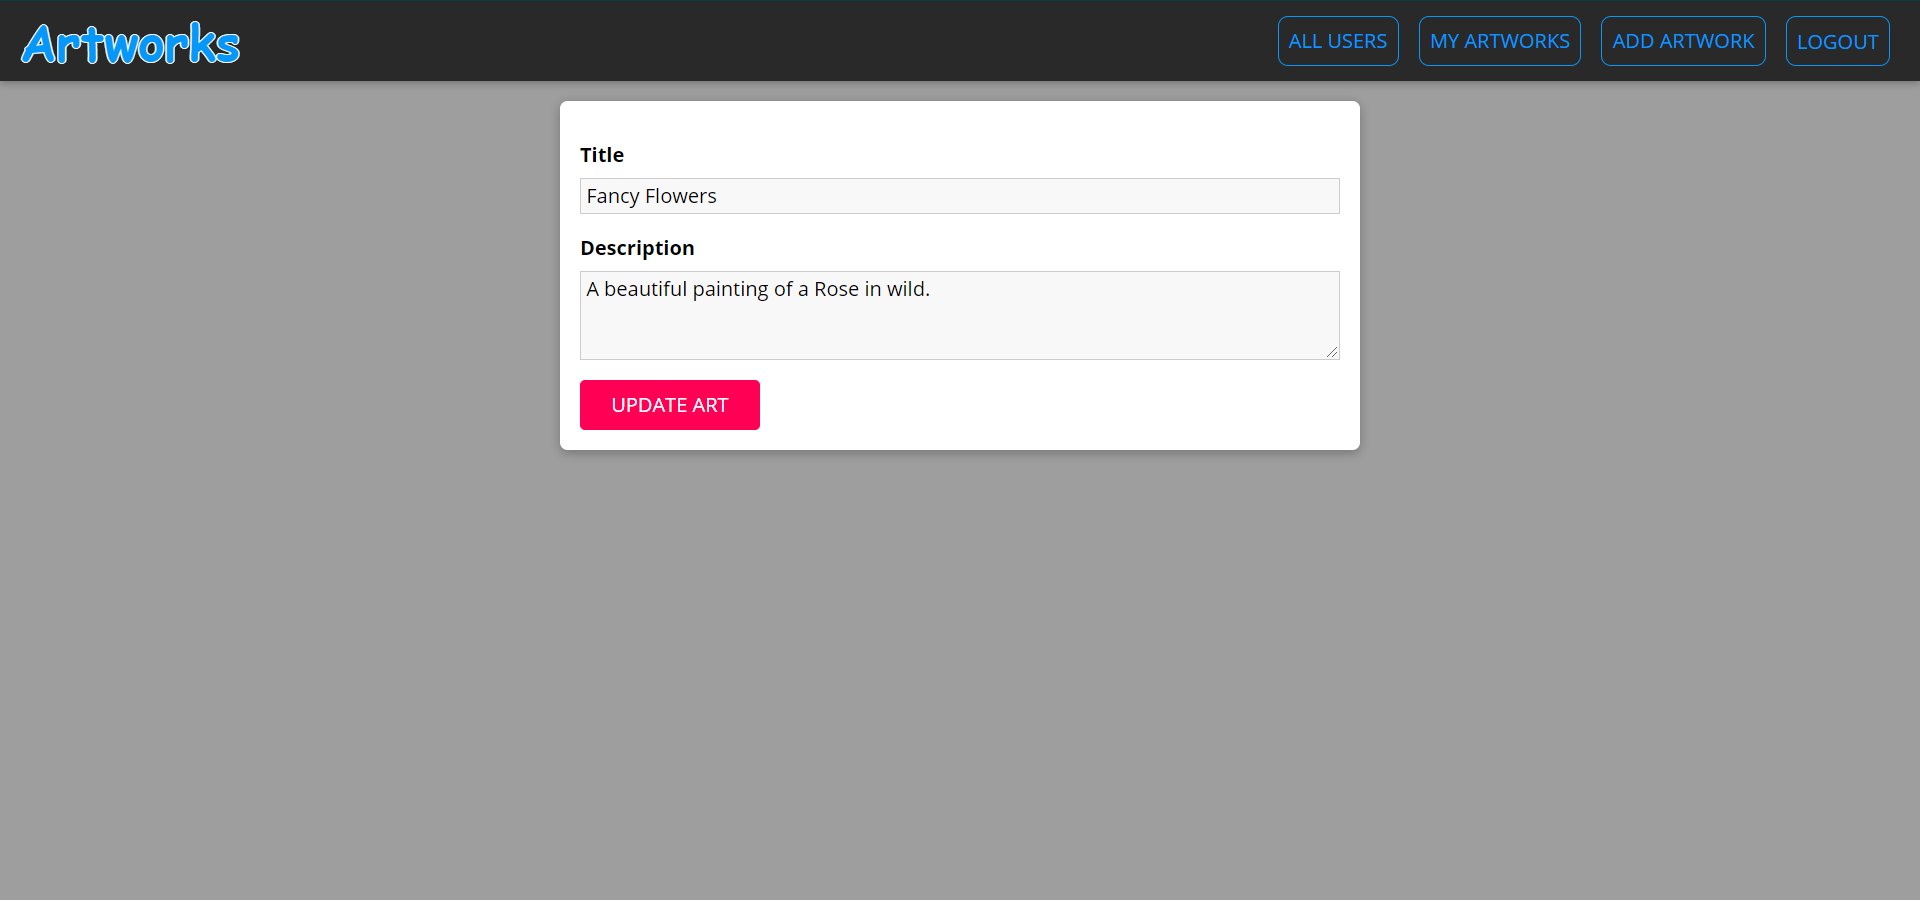 Artworks
ALL USERS
MY ARTWORKS
ADD ARTWORK
LOGOUT
Title
Fancy Flowers
Description
A beautiful painting of a Rose in wild.
UPDATE ART